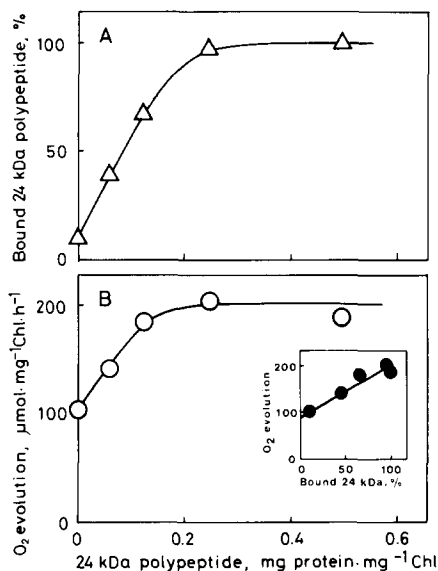 A
Bound 24 kDa polypeptide, %
100
50
0
B
O₂ evolution, μmol·mg⁻¹Chl·h⁻¹
200
100
0
O₂ evolution
200
100
0
0 50 100
Bound 24 kDa, %
0 0.2 0.4 0.6
24 kDa polypeptide, mg protein·mg⁻¹Chl